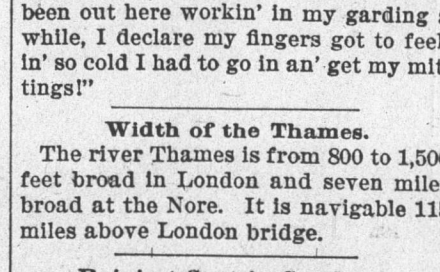 been out here workin' in my garding
while, I declare my fingers got to feel
in' so cold I had to go in an' get my mit
tings!"
Width of the Thames.
The river Thames is from 800 to 1,50
feet broad in London and seven mile
broad at the Nore. It is navigable 11
miles above London bridge.